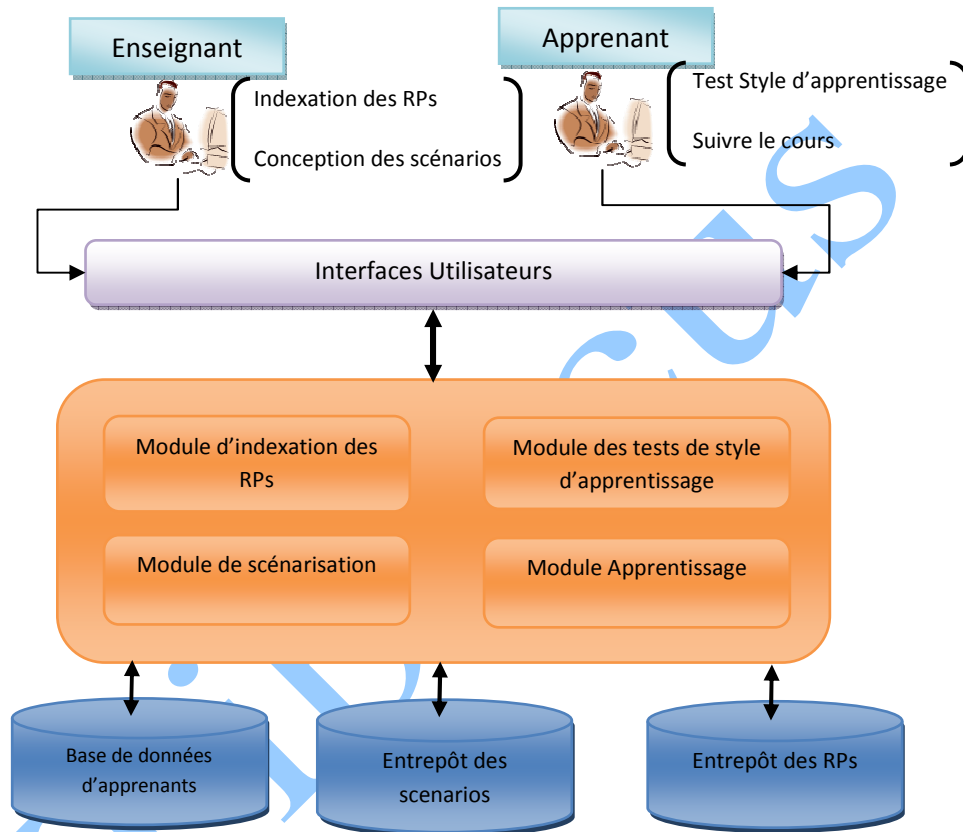 Enseignant
Apprenant
Indexation des RPs
Conception des scénarios
Test Style d’apprentissage
Suivre le cours
Interfaces Utilisateurs
Module d’indexation des
RPs
Module des tests de style
d’apprentissage
Module de scénarisation
Module Apprentissage
Base de données
d’apprenants
Entrepôt des
scenarios
Entrepôt des RPs